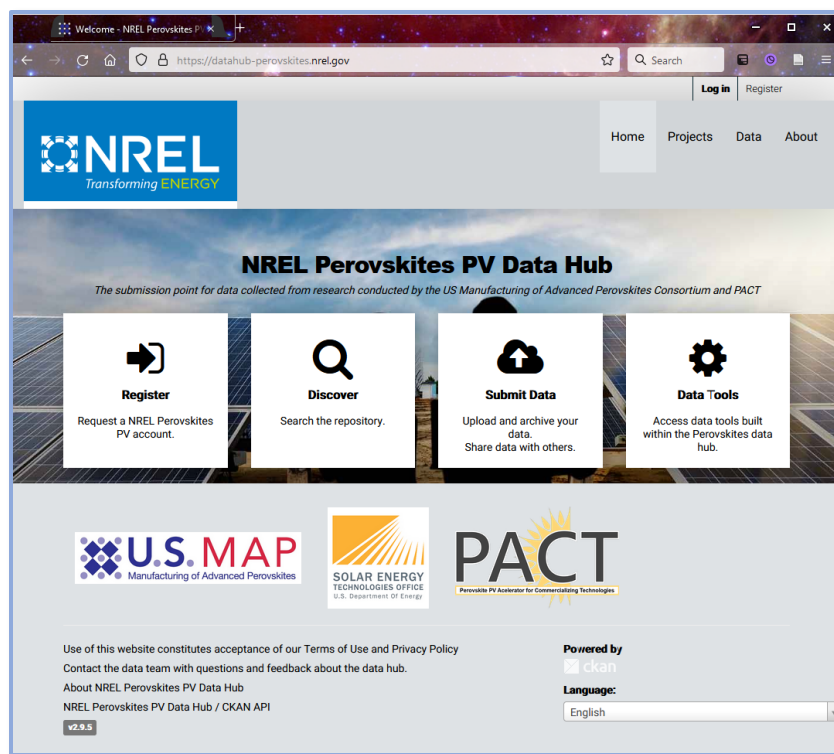 Welcome - NREL Perovskites P
https://datahub-perovskites.nrel.gov
Search
Log in
Register
NREL
Transforming ENERGY
Home
Projects
Data
About
NREL Perovskites PV Data Hub
The submission point for data collected from research conducted by the US Manufacturing of Advanced Perovskites Consortium and PACT
Register
Request a NREL Perovskites
PV account.
Discover
Search the repository.
Submit Data
Upload and archive your
data.
Share data with others.
Data Tools
Access data tools built
within the Perovskites data
hub.
U.S. MAP
Manufacturing of Advanced Perovskites
SOLAR ENERGY
TECHNOLOGIES OFFICE
U.S. Department Of Energy
PACT
Perovskite PV Acelerator for Commercializing Technologies
Use of this website constitutes acceptance of our Terms of Use and Privacy Policy
Contact the data team with questions and feedback about the data hub.
About NREL Perovskites PV Data Hub
NREL Perovskites PV Data Hub / CKAN API
v2.9.5
Powered by
ckan
Language:
English